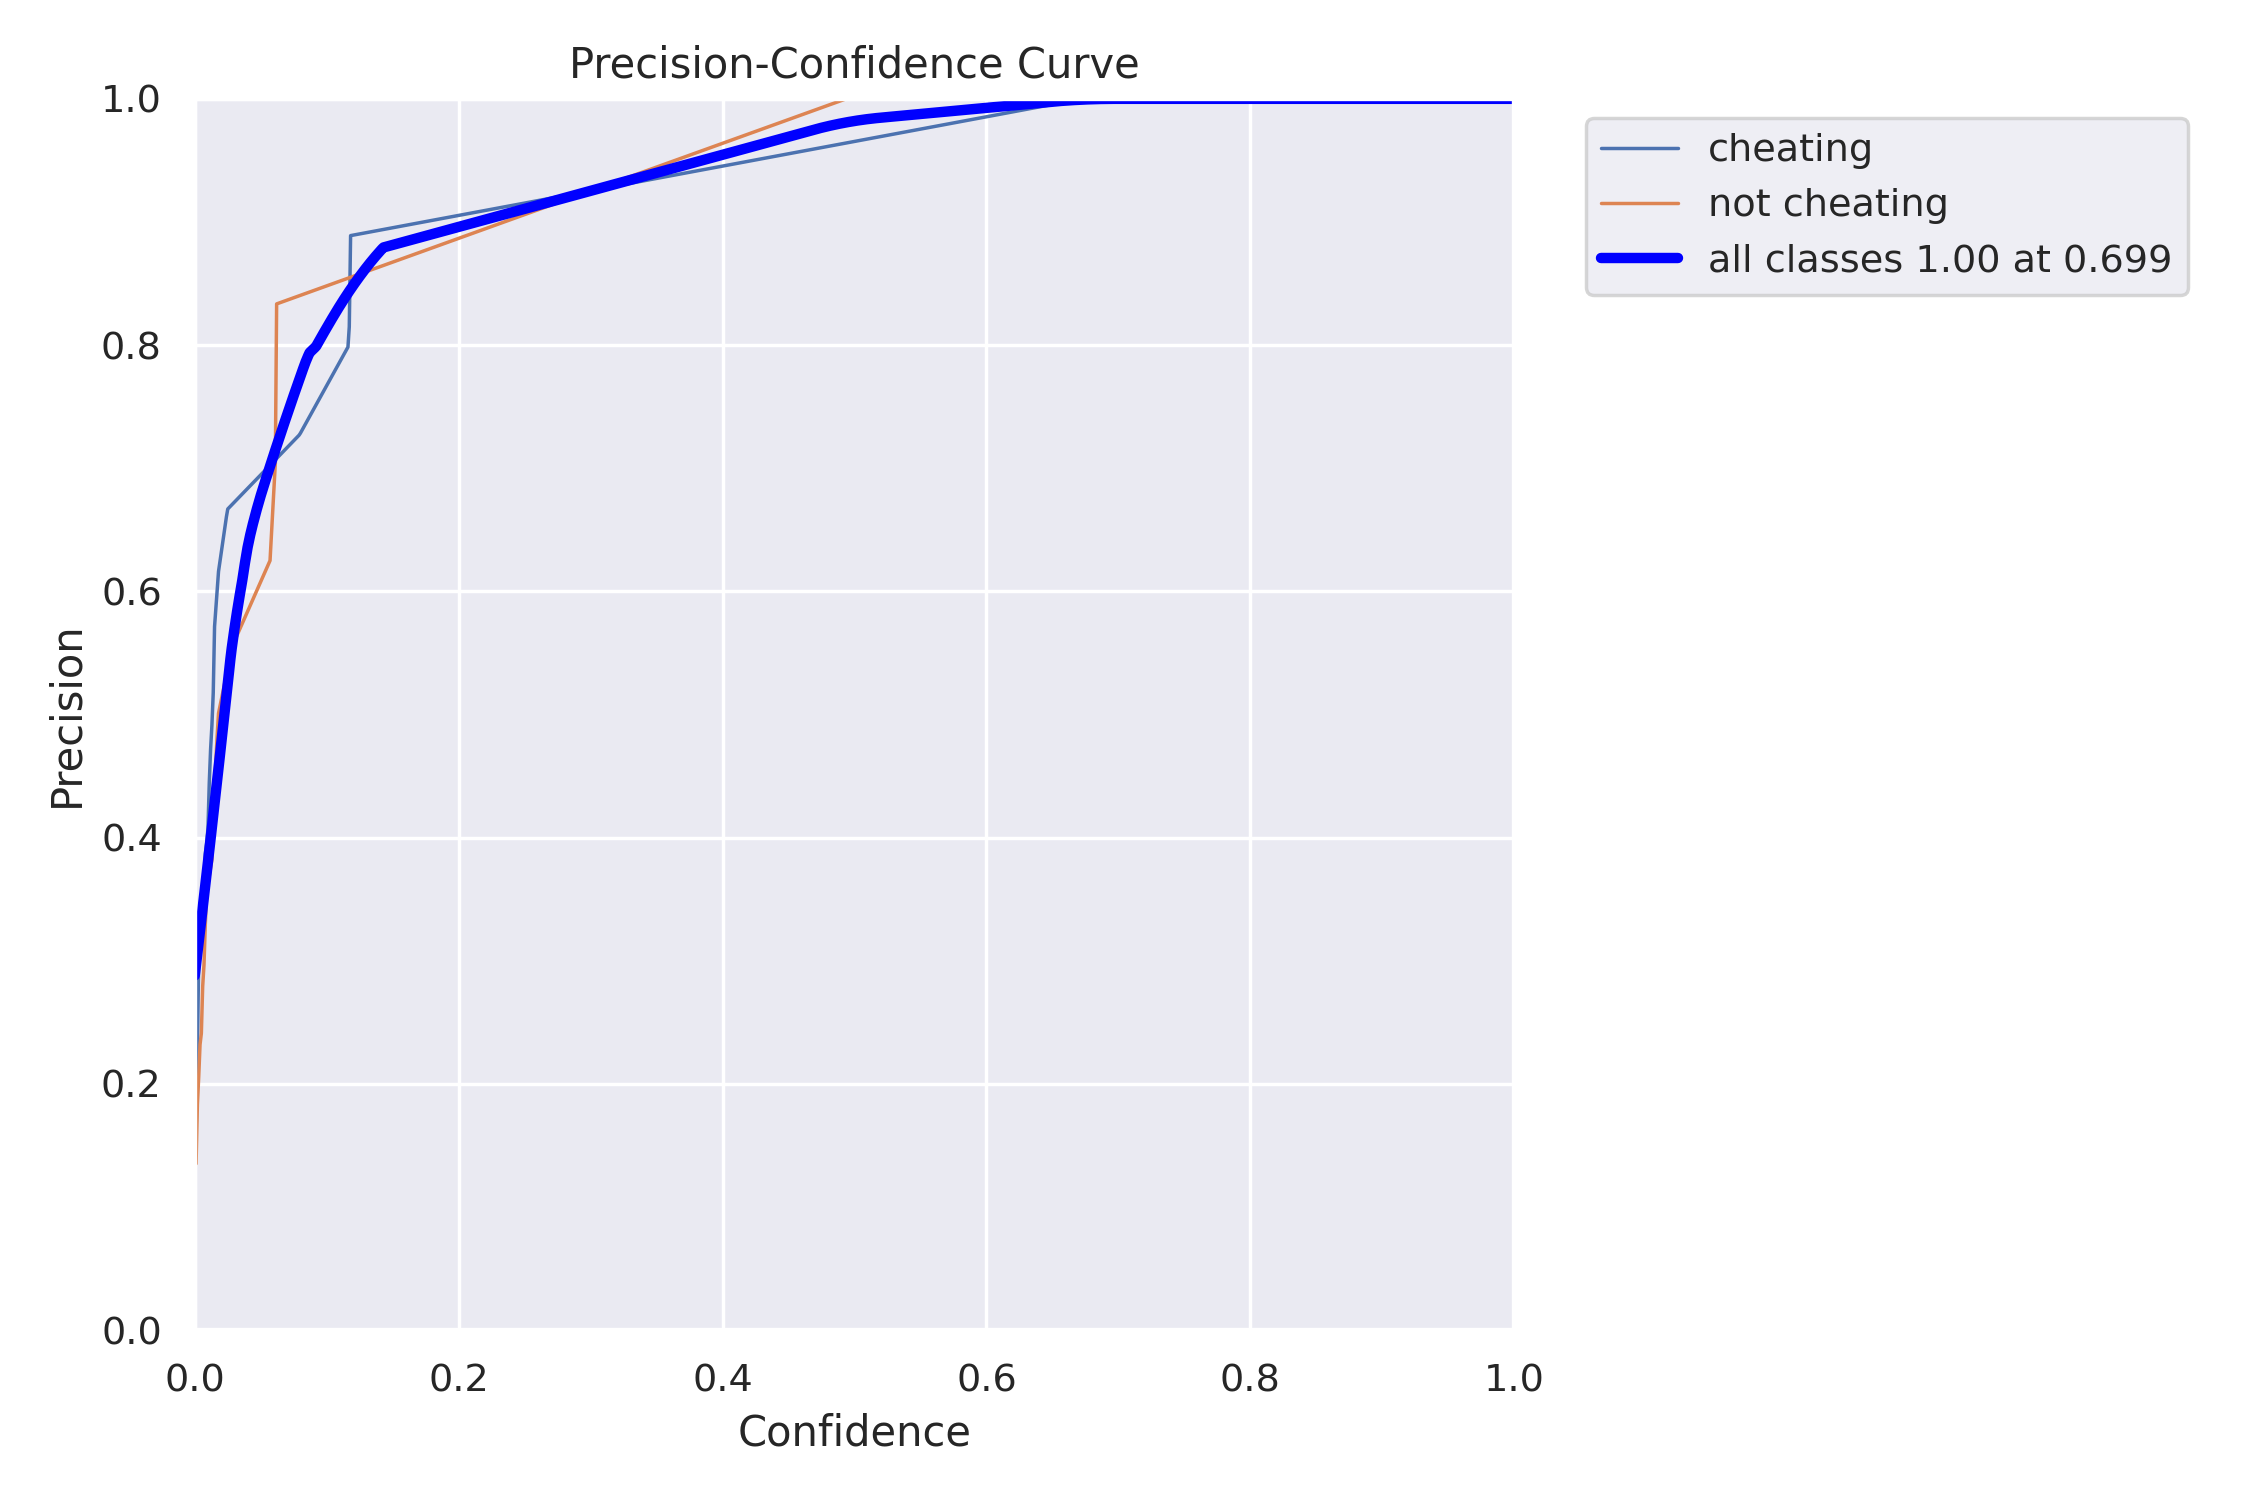 Precision-Confidence Curve
1.0
0.8
0.6
0.4
0.2
0.0
Precision
0.0 0.2 0.4 0.6 0.8 1.0
Confidence
cheating
not cheating
all classes 1.00 at 0.699